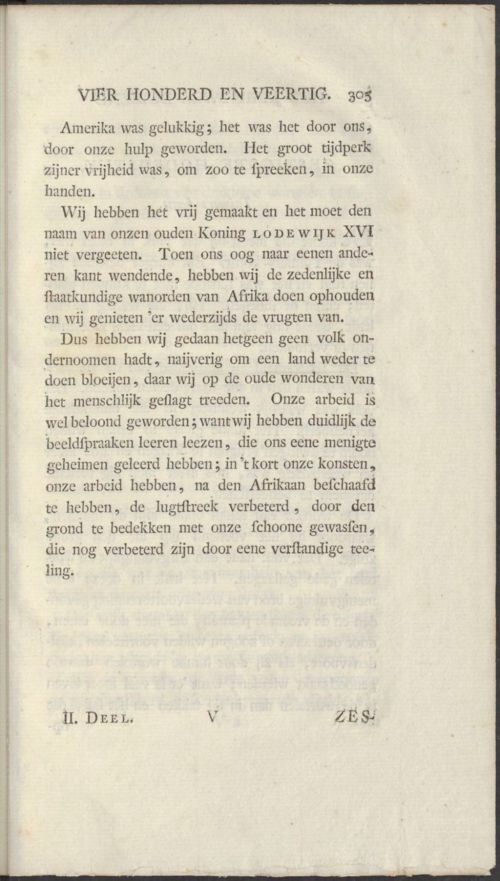 VIER HONDERD EN VEERTIG. 305
Amerika was gelukkig; het was het door ons,
door onze hulp geworden. Het groot tijdperk
zijner vrijheid was, om zoo te ſpreeken, in onze
handen.
Wij hebben het vrij gemaakt en het moet den
naam van onzen ouden Koning LODEWIJK XVI
niet vergeeten. Toen ons oog naar eenen ande-
ren kant wendende, hebben wij de zedenlijke en
ſtaatkundige wanorden van Afrika doen ophouden
en wij genieten 'er wederzijds de vrugten van.
Dus hebben wij gedaan hetgeen geen volk on-
dernoomen hadt, naijverig om een land weder te
doen bloeijen, daar wij op de oude wonderen van
het menschlijk geſlagt treeden. Onze arbeid is
wel beloond geworden; want wij hebben duidlijk de
beeldſpraaken leeren leezen, die ons eene menigte
geheimen geleerd hebben; in 't kort onze konsten,
onze arbeid hebben, na den Afrikaan beſchaafd
te hebben, de lugtſtreek verbeterd, door den
grond te bedekken met onze ſchoone gewasſen,
die nog verbeterd zijn door eene verſtandige tee-
ling.
II. DEEL. V ZES-